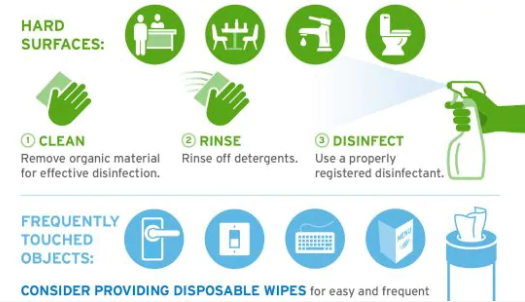 HARD
SURFACES:
1 CLEAN
Remove organic material
for effective disinfection.
2 RINSE
Rinse off detergents.
3 DISINFECT
Use a properly
registered disinfectant.
FREQUENTLY
TOUCHED
OBJECTS:
MENU
CONSIDER PROVIDING DISPOSABLE WIPES for easy and frequent